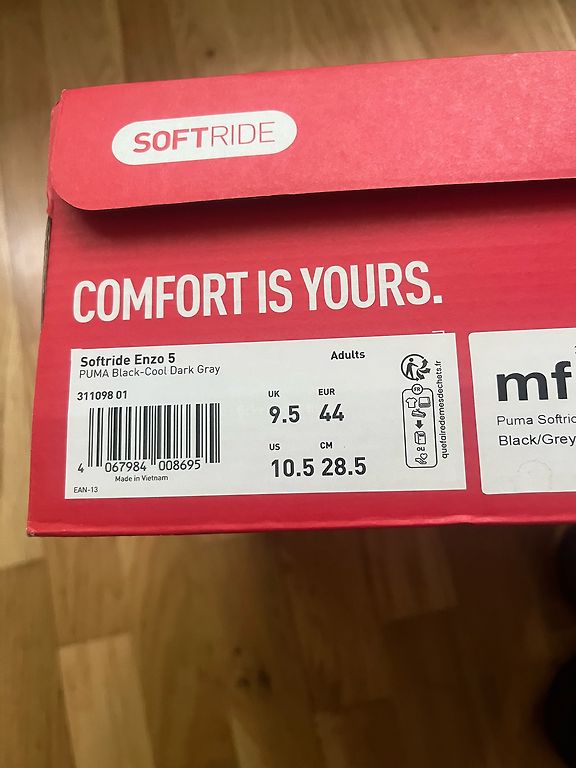 SOFTRIDE
COMFORT IS YOURS.
Softride Enzo 5
PUMA Black-Cool Dark Gray
Adults
311098 01
4 067984 008695
Made in Vietnam
EAN-13
UK
9.5
EUR
44
US
10.5
CM
28.5
FR
ou
quefairedemesdechets.fr
mf
Puma Softric
Black/Grey